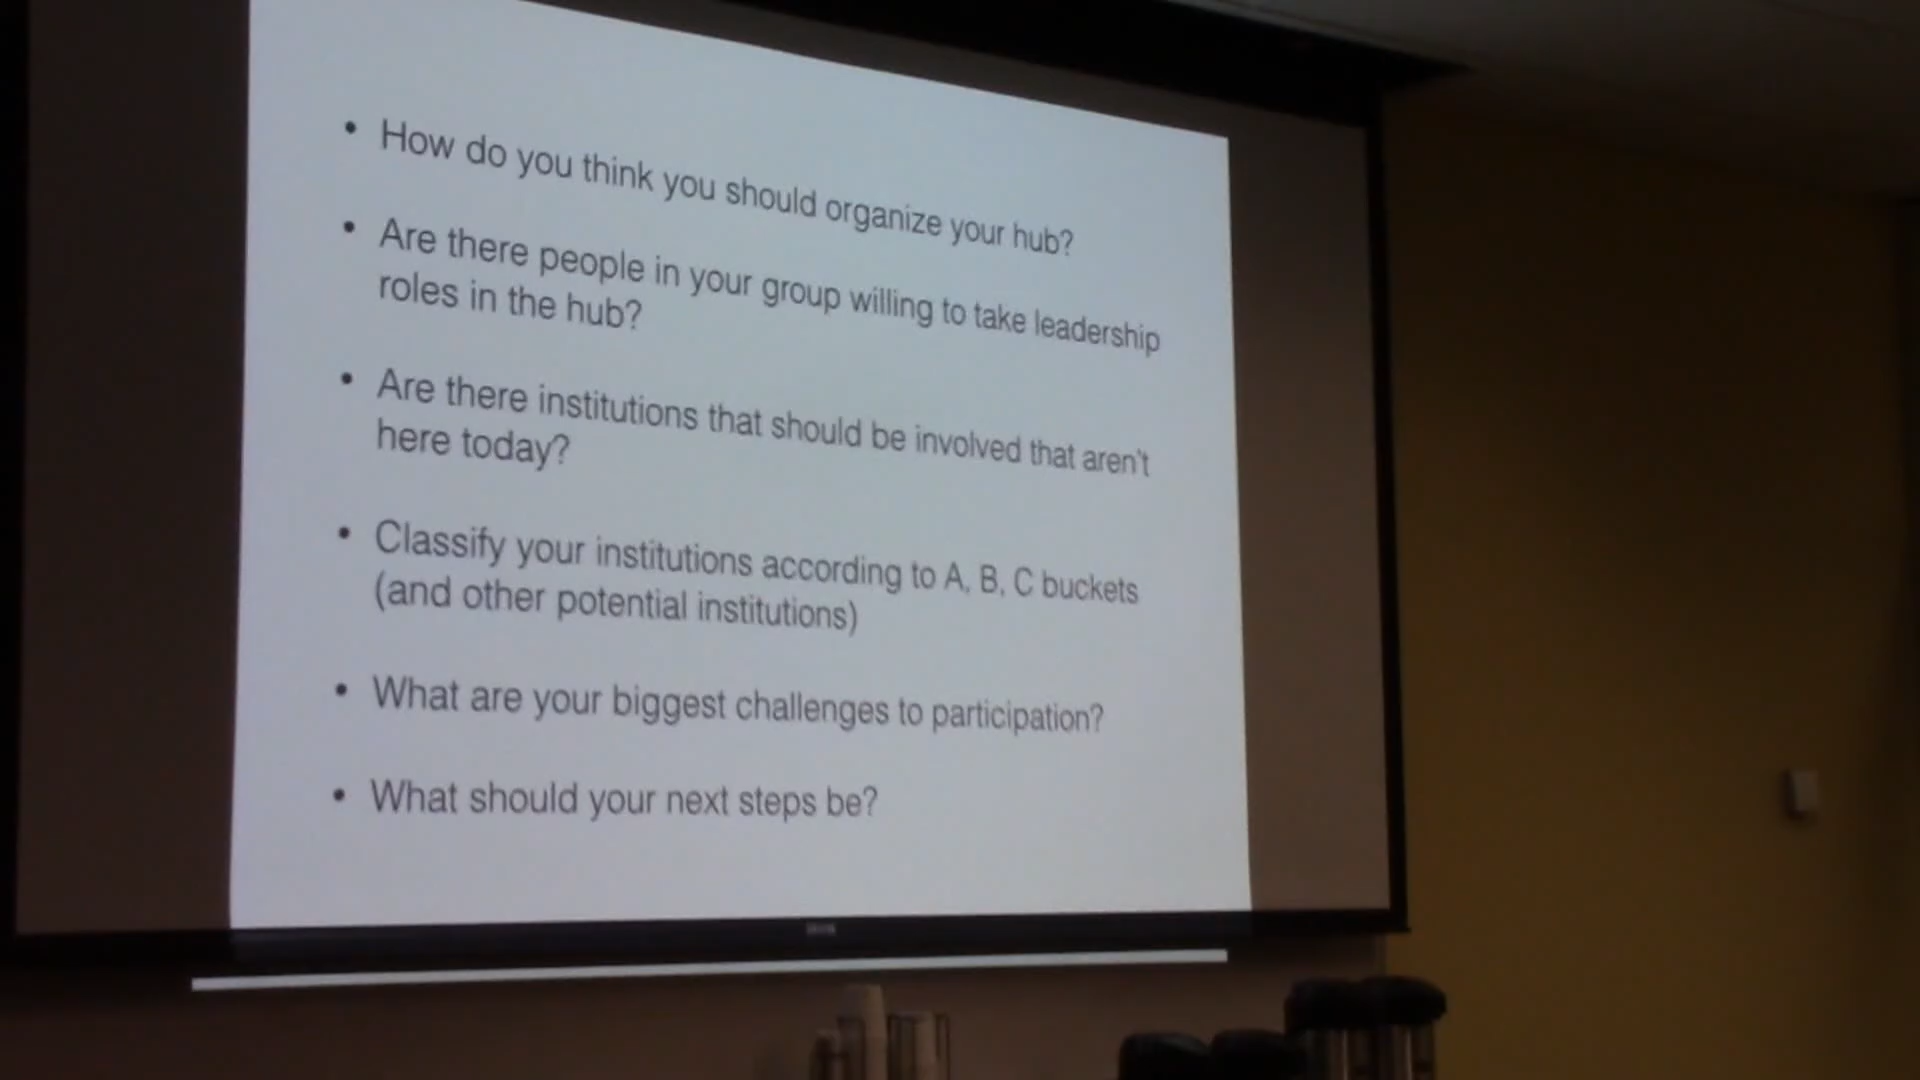 • How do you think you should organize your hub?
• Are there people in your group willing to take leadership
roles in the hub?
• Are there institutions that should be involved that aren't
here today?
• Classify your institutions according to A, B, C buckets
(and other potential institutions)
• What are your biggest challenges to participation?
• What should your next steps be?